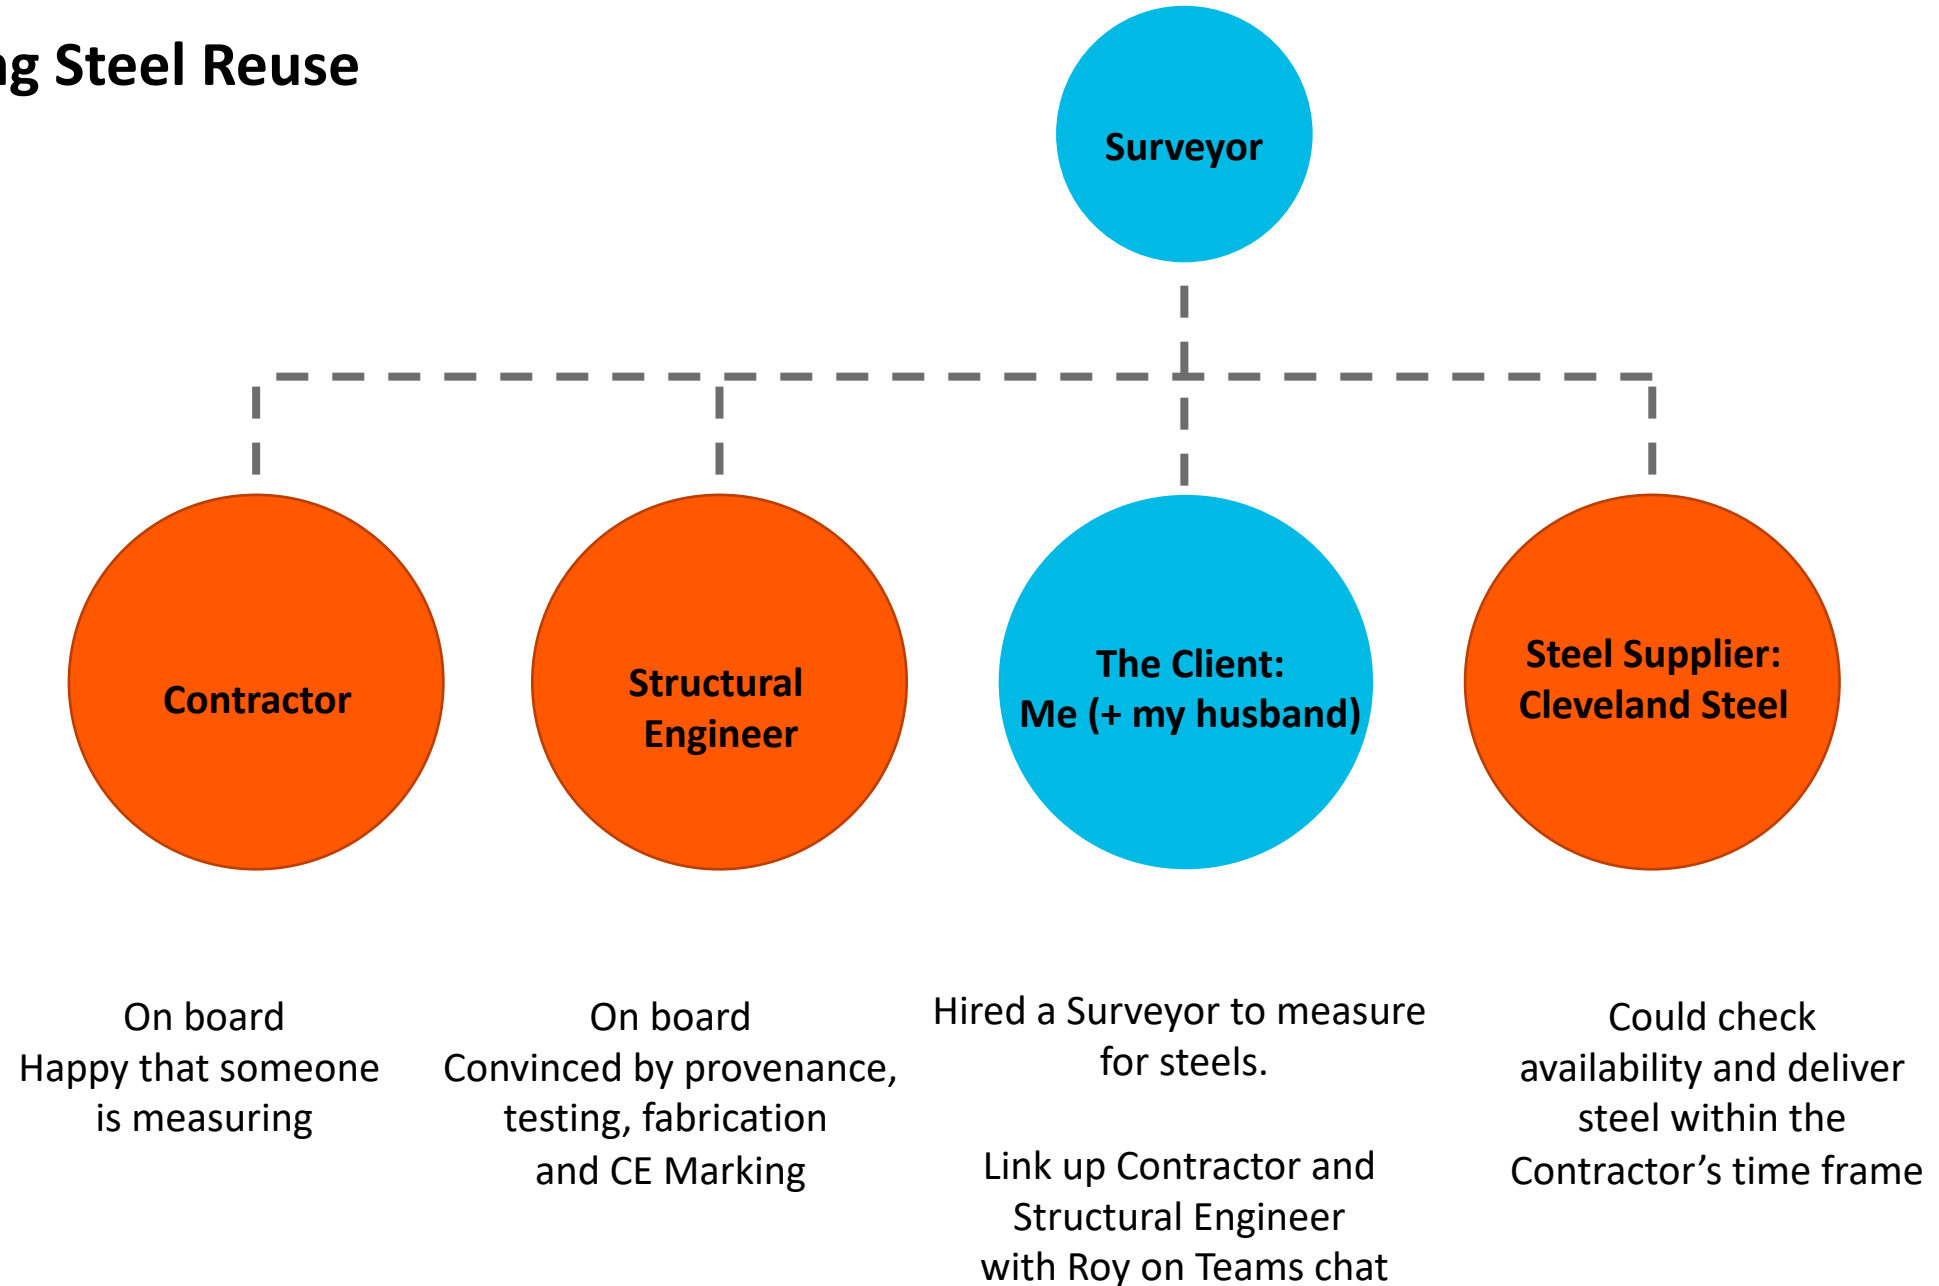 Steel Reuse
Surveyor
Contractor
Structural
Engineer
The Client:
Me (+ my husband)
Steel Supplier:
Cleveland Steel
On board
Happy that someone
is measuring
On board
Convinced by provenance,
testing, fabrication
and CE Marking
Hired a Surveyor to measure
for steels.
Link up Contractor and
Structural Engineer
with Roy on Teams chat
Could check
availability and deliver
steel within the
Contractor’s time frame